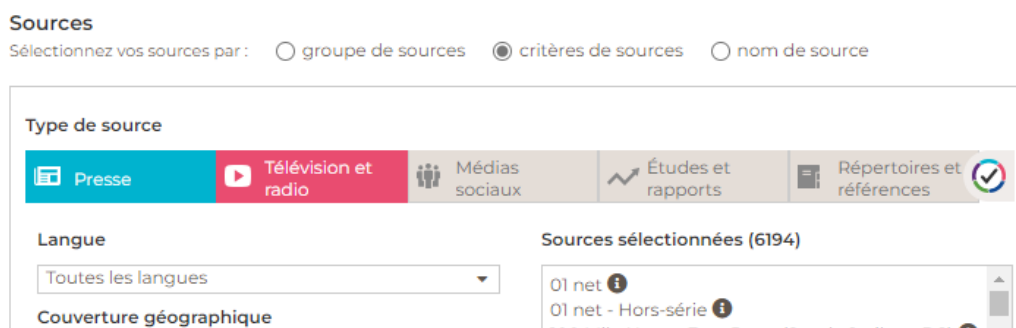 Sources
Sélectionnez vos sources par : groupe de sources critères de sources nom de source
Type de source
Presse
Télévision et
radio
Médias
sociaux
Études et
rapports
Répertoires et
références
Langue
Toutes les langues
Couverture géographique
Sources sélectionnées (6194)
01 net
01 net - Hors-série